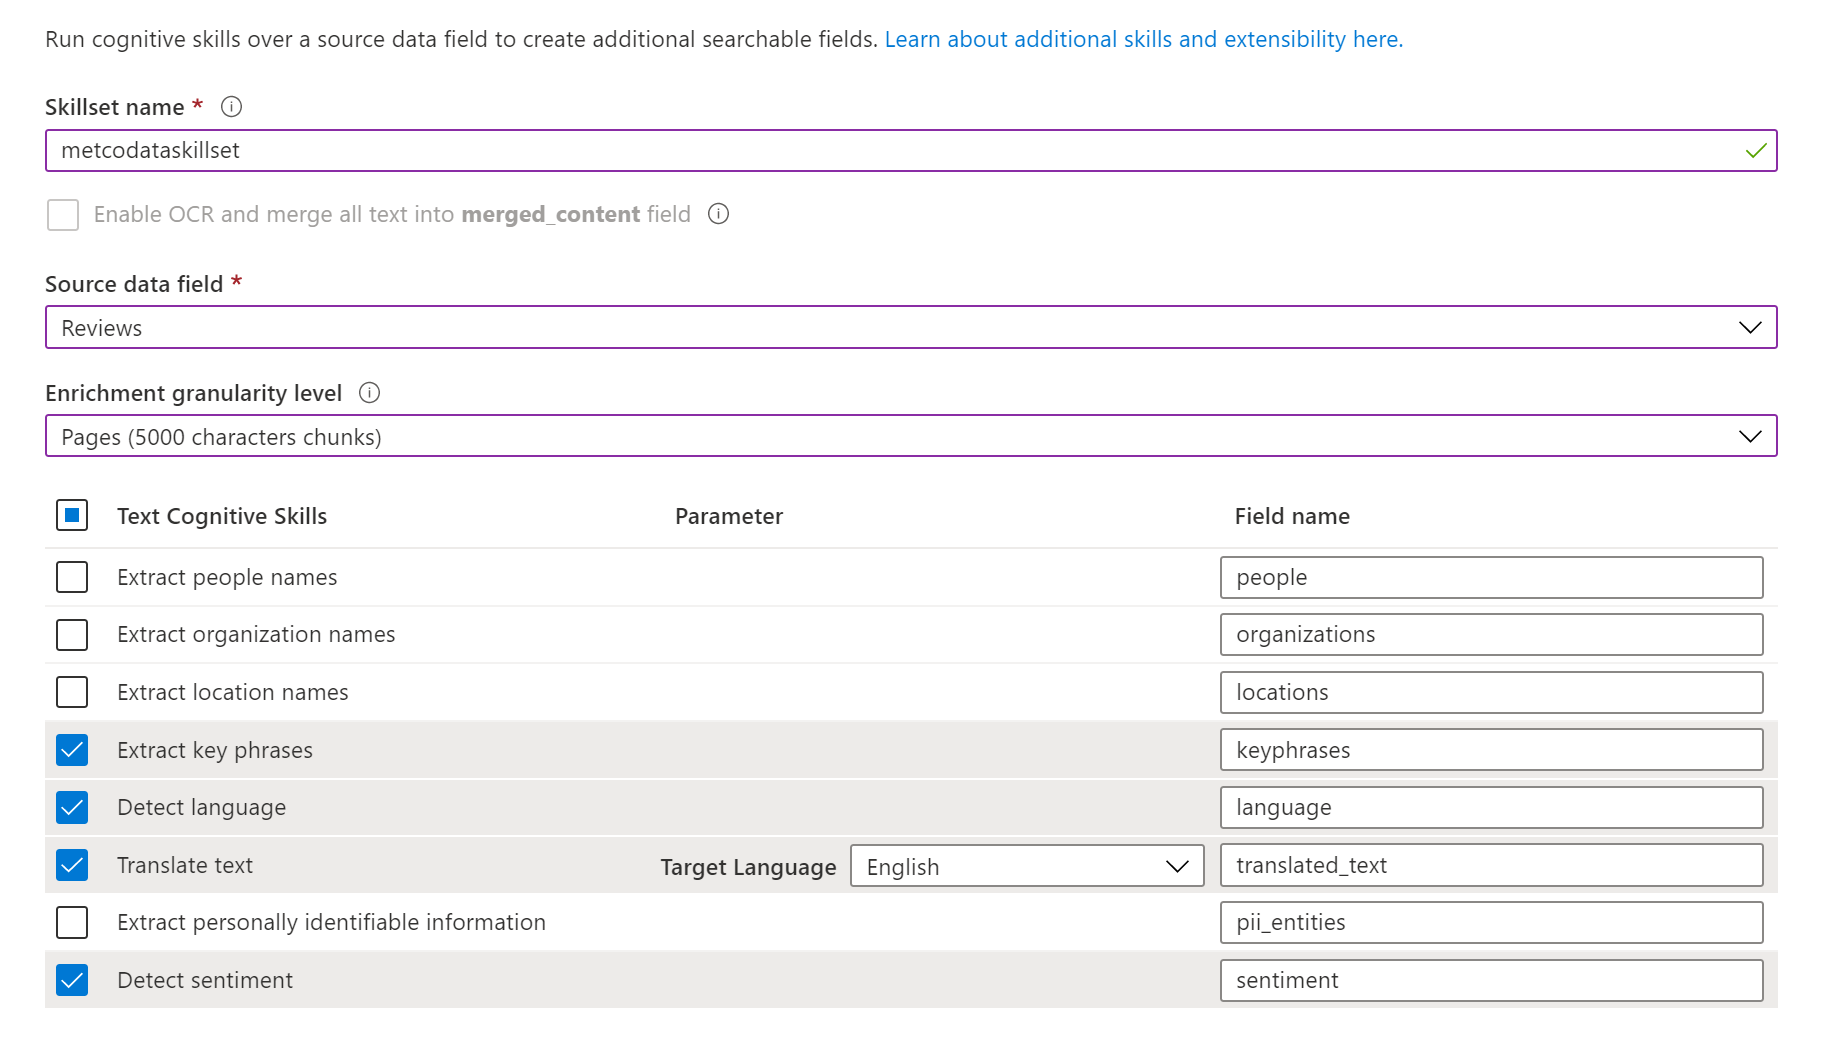 Run cognitive skills over a source data field to create additional searchable fields. Learn about additional skills and extensibility here.
Skillset name *
metcodataskillset
Enable OCR and merge all text into merged_content field
Source data field *
Reviews
Enrichment granularity level
Pages (5000 characters chunks)
Text Cognitive Skills Parameter Field name
Extract people names people
Extract organization names organizations
Extract location names locations
Extract key phrases keyphrases
Detect language language
Translate text Target Language English translated_text
Extract personally identifiable information pii_entities
Detect sentiment sentiment